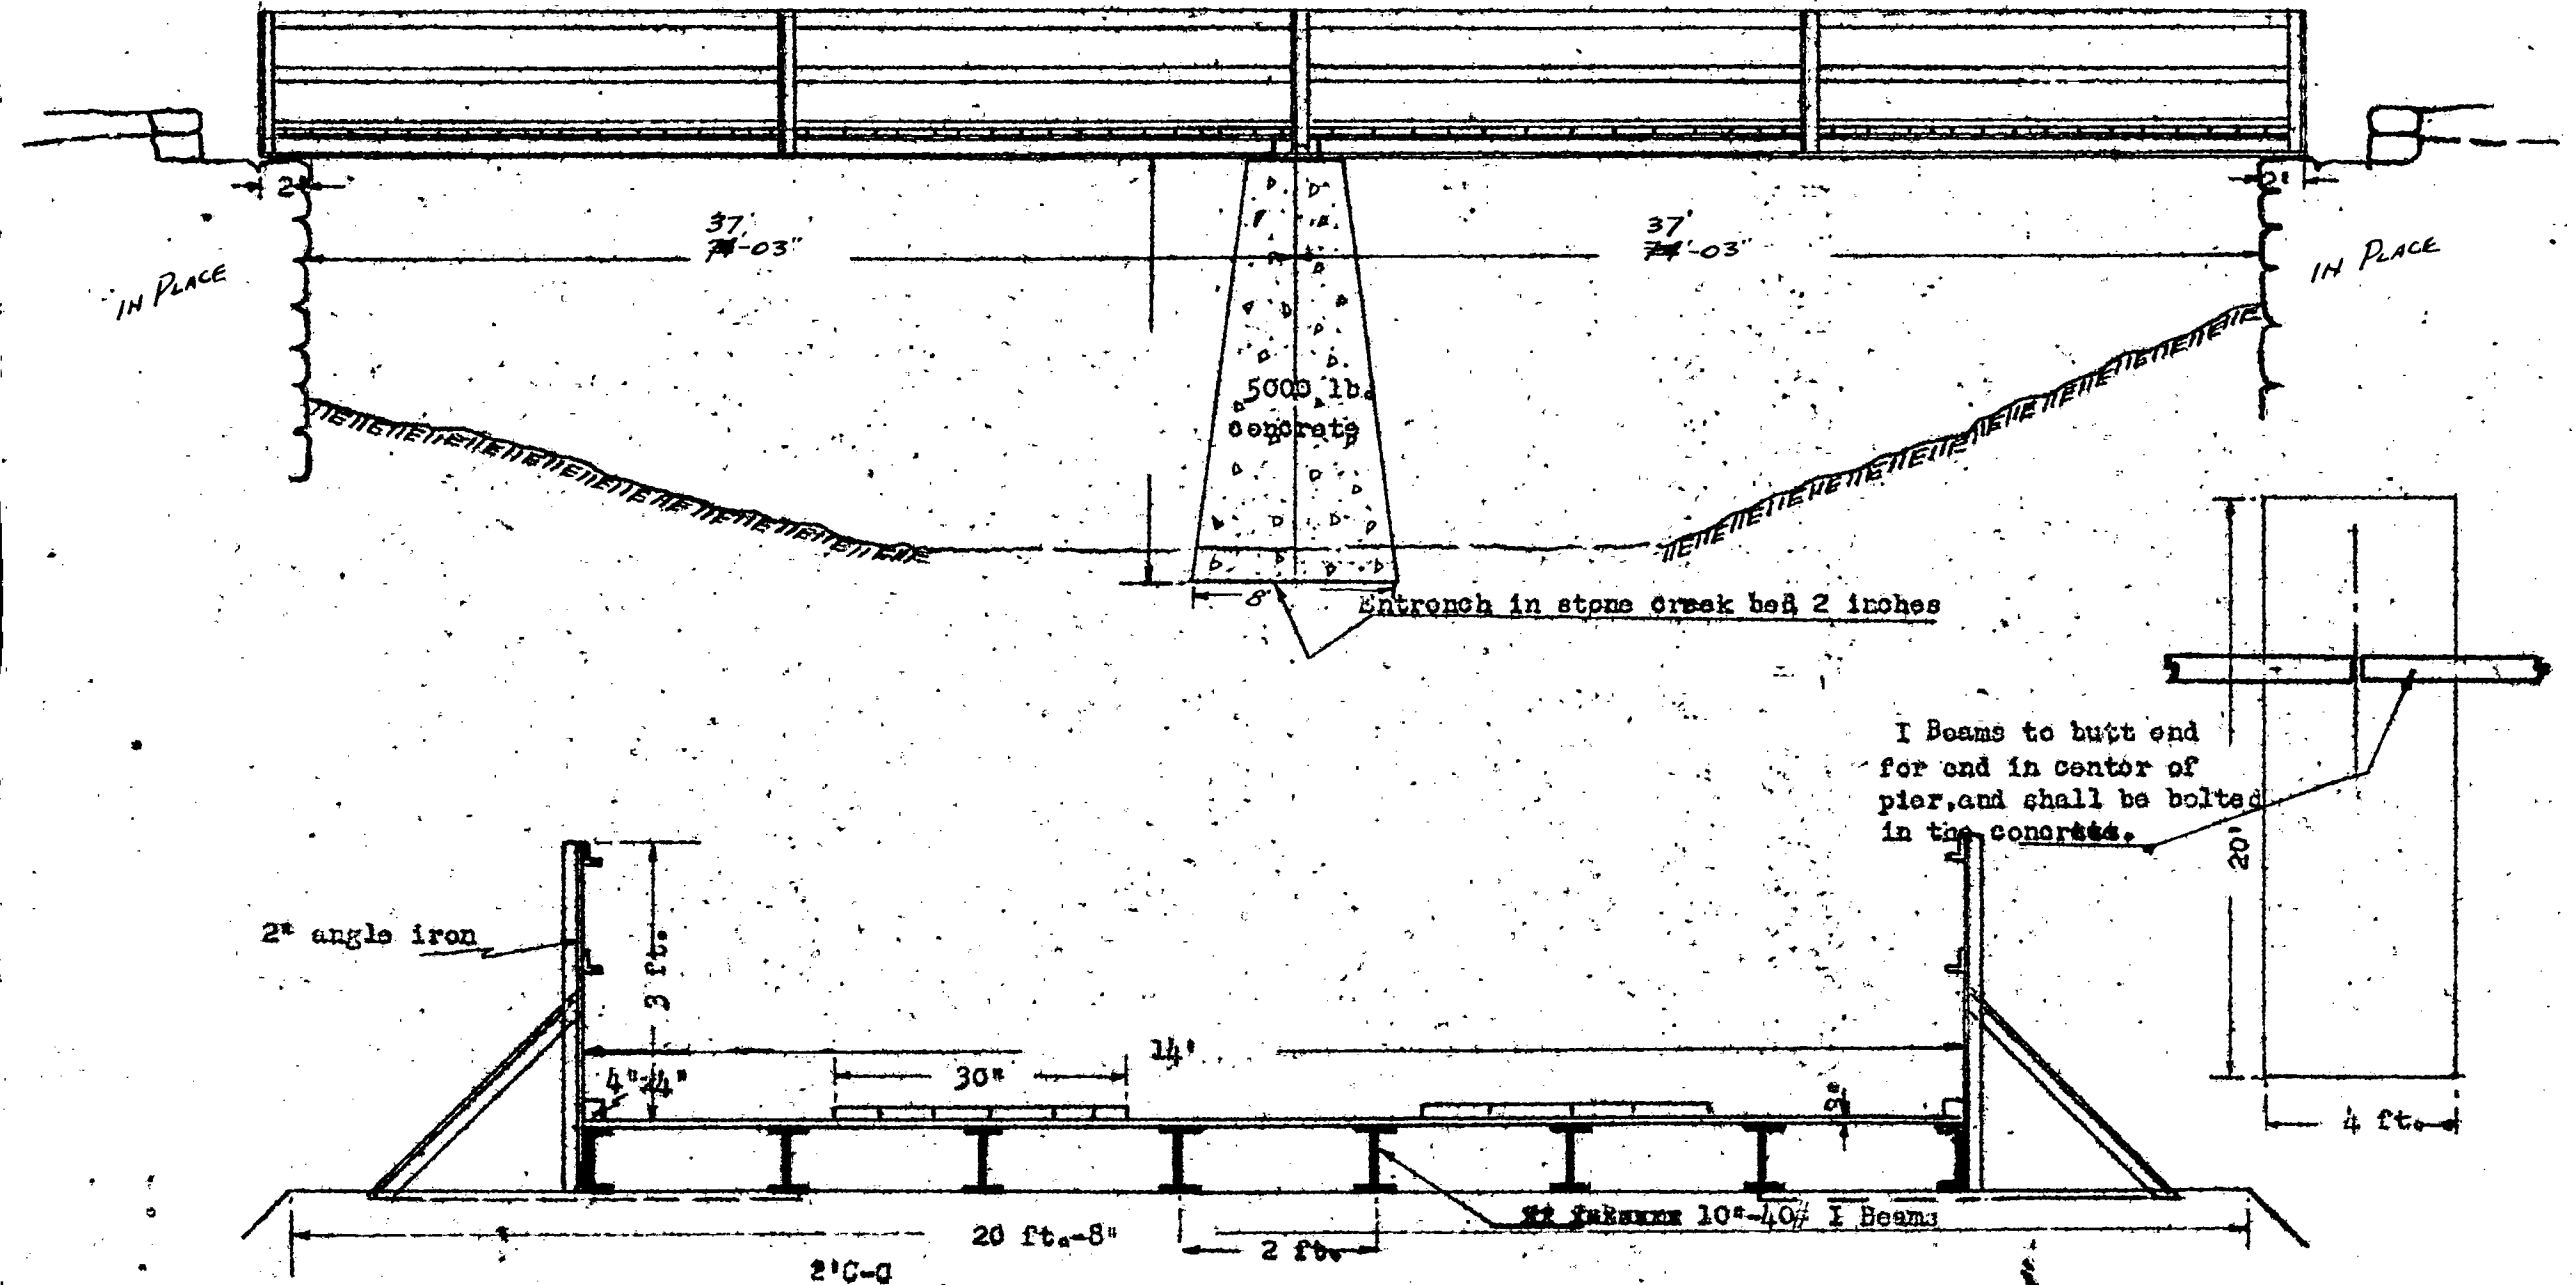 2'
2'
37'
-03"
37'
-03"
IN PLACE
IN PLACE
5000 lb.
concrete
8'
Entronch in stone creek bed 2 inches
I Beams to butt end
for end in center of
pier,and shall be bolted
in the concrete.
20'
4 ft.
2" angle iron
3 ft.
14'
4"-4"
30"
3"
10"-40# I Beams
20 ft.-8"
2 ft.
2'C-C